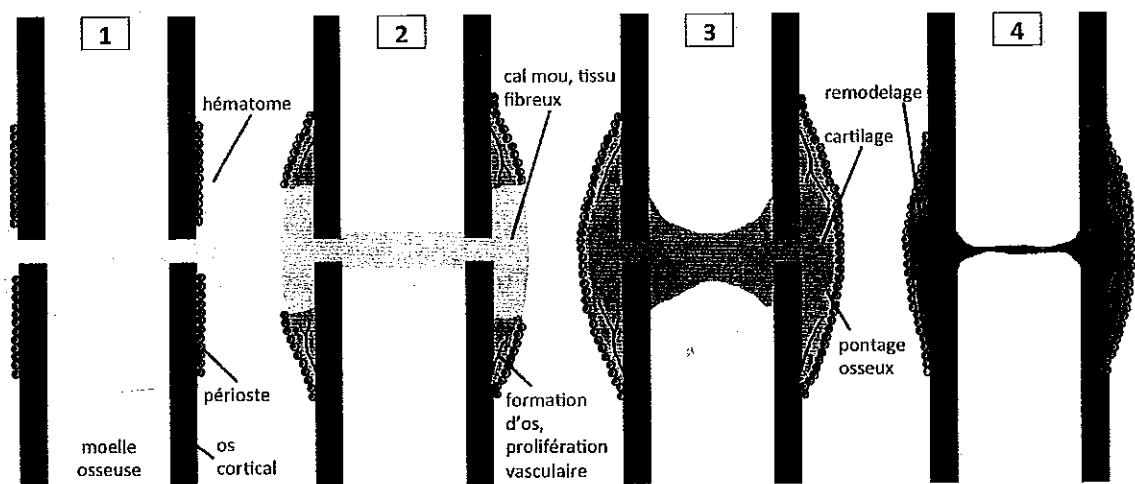 1
2
3
4
hématome
cal mou, tissu
fibreux
remodelage
cartilage
périoste
moelle
osseuse
os
cortical
formation
d'os,
prolifération
vasculaire
pontage
osseux